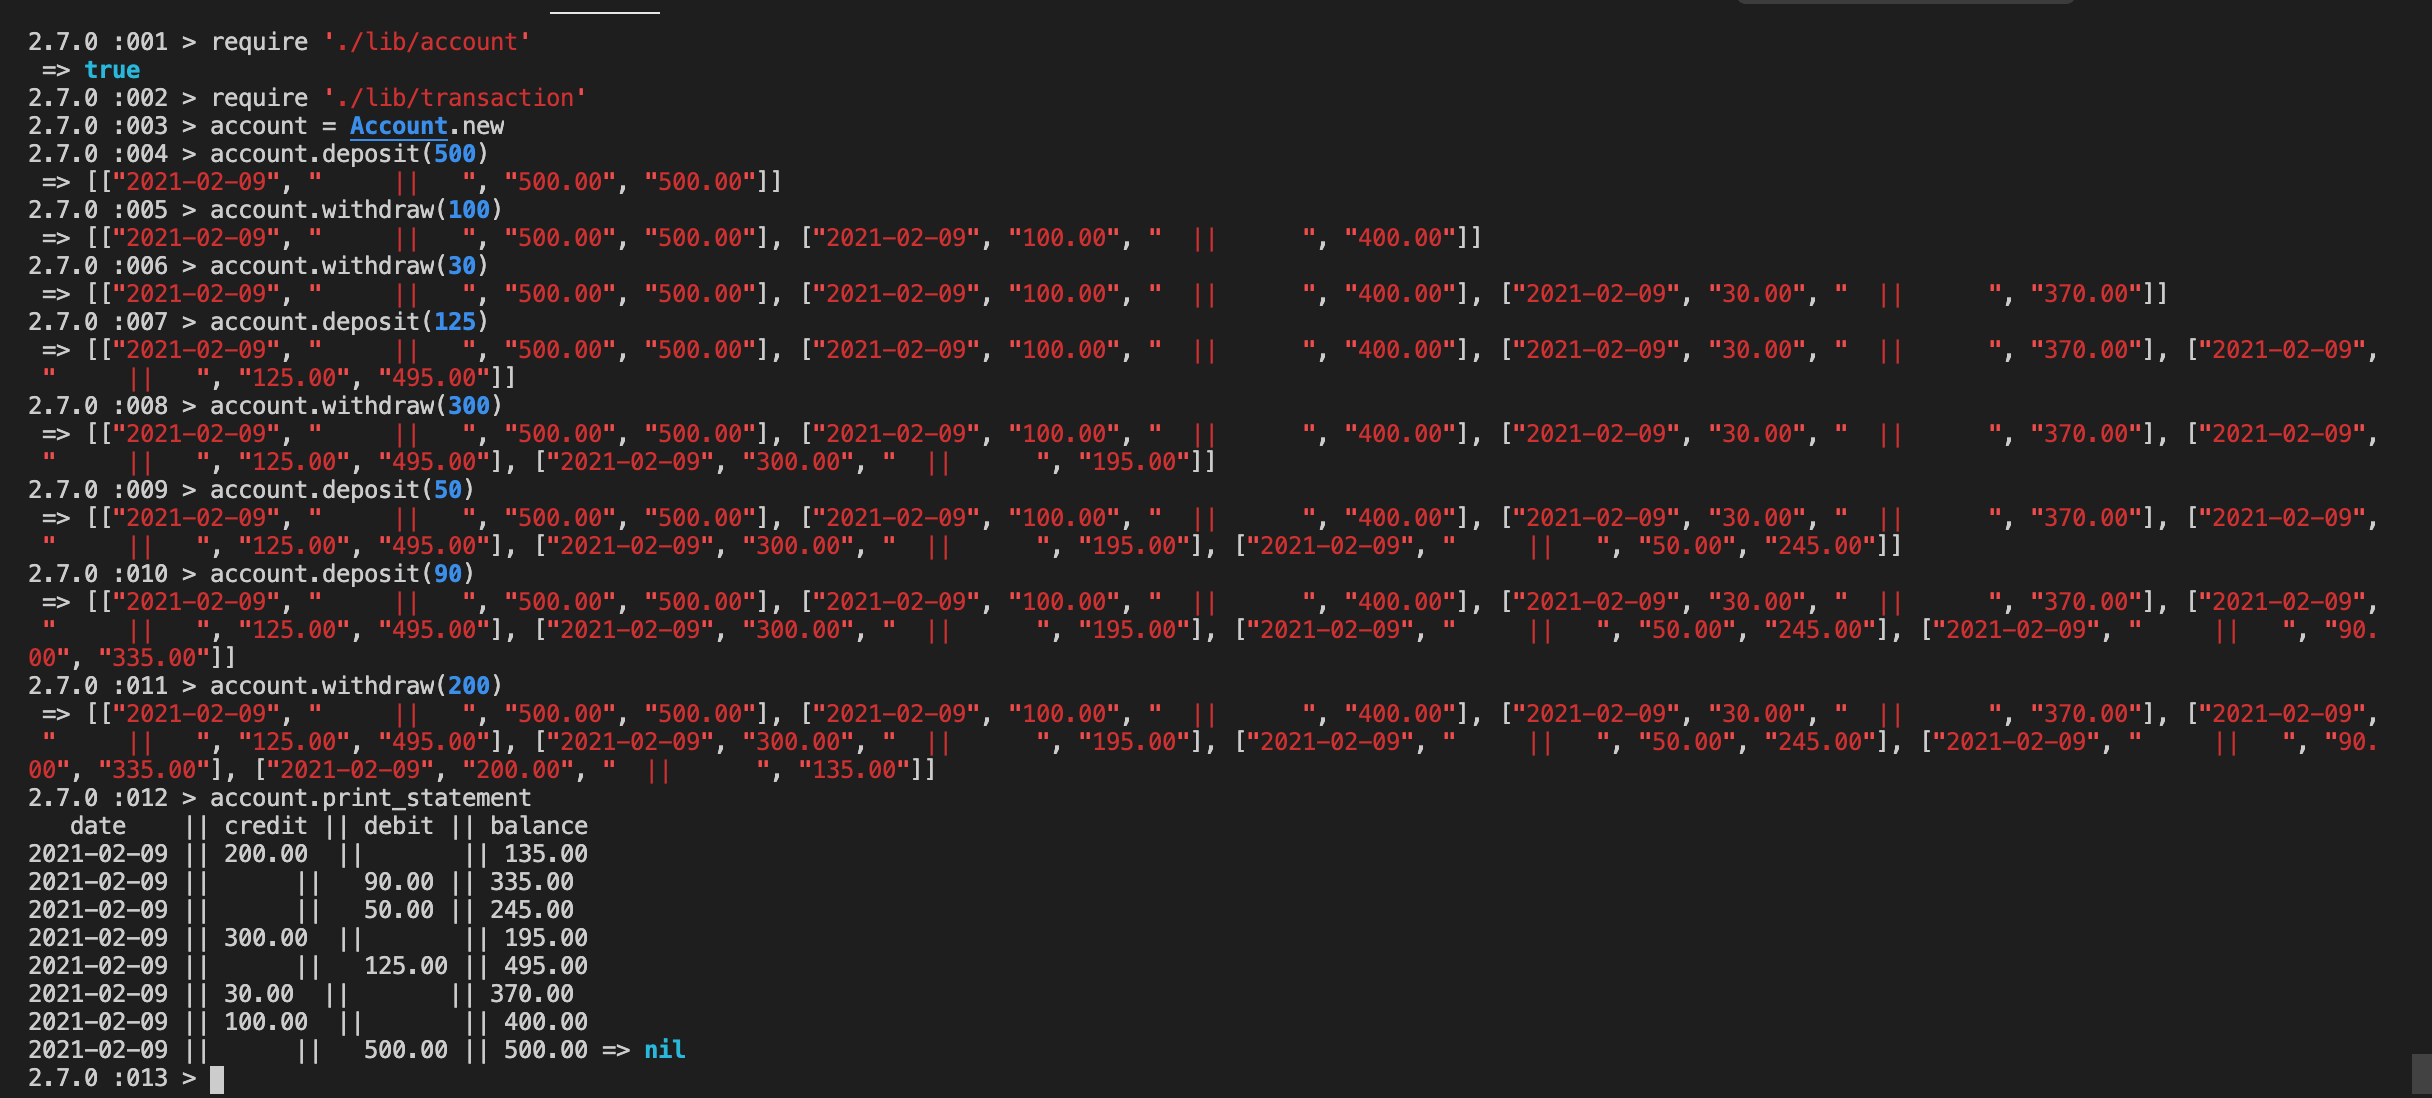 2.7.0 :001 > require './lib/account'
 => true
2.7.0 :002 > require './lib/transaction'
2.7.0 :003 > account = Account.new
2.7.0 :004 > account.deposit(500)
 => [["2021-02-09", "     ||   ", "500.00", "500.00"]]
2.7.0 :005 > account.withdraw(100)
 => [["2021-02-09", "     ||   ", "500.00", "500.00"], ["2021-02-09", "100.00", "  ||      ", "400.00"]]
2.7.0 :006 > account.withdraw(30)
 => [["2021-02-09", "     ||   ", "500.00", "500.00"], ["2021-02-09", "100.00", "  ||      ", "400.00"], ["2021-02-09", "30.00", "  ||      ", "370.00"]]
2.7.0 :007 > account.deposit(125)
 => [["2021-02-09", "     ||   ", "500.00", "500.00"], ["2021-02-09", "100.00", "  ||      ", "400.00"], ["2021-02-09", "30.00", "  ||      ", "370.00"], ["2021-02-09",
 "     ||   ", "125.00", "495.00"]]
2.7.0 :008 > account.withdraw(300)
 => [["2021-02-09", "     ||   ", "500.00", "500.00"], ["2021-02-09", "100.00", "  ||      ", "400.00"], ["2021-02-09", "30.00", "  ||      ", "370.00"], ["2021-02-09",
 "     ||   ", "125.00", "495.00"], ["2021-02-09", "300.00", "  ||      ", "195.00"]]
2.7.0 :009 > account.deposit(50)
 => [["2021-02-09", "     ||   ", "500.00", "500.00"], ["2021-02-09", "100.00", "  ||      ", "400.00"], ["2021-02-09", "30.00", "  ||      ", "370.00"], ["2021-02-09",
 "     ||   ", "125.00", "495.00"], ["2021-02-09", "300.00", "  ||      ", "195.00"], ["2021-02-09", "     ||   ", "50.00", "245.00"]]
2.7.0 :010 > account.deposit(90)
 => [["2021-02-09", "     ||   ", "500.00", "500.00"], ["2021-02-09", "100.00", "  ||      ", "400.00"], ["2021-02-09", "30.00", "  ||      ", "370.00"], ["2021-02-09",
 "     ||   ", "125.00", "495.00"], ["2021-02-09", "300.00", "  ||      ", "195.00"], ["2021-02-09", "     ||   ", "50.00", "245.00"], ["2021-02-09", "     ||   ", "90.
00", "335.00"]]
2.7.0 :011 > account.withdraw(200)
 => [["2021-02-09", "     ||   ", "500.00", "500.00"], ["2021-02-09", "100.00", "  ||      ", "400.00"], ["2021-02-09", "30.00", "  ||      ", "370.00"], ["2021-02-09",
 "     ||   ", "125.00", "495.00"], ["2021-02-09", "300.00", "  ||      ", "195.00"], ["2021-02-09", "     ||   ", "50.00", "245.00"], ["2021-02-09", "     ||   ", "90.
00", "335.00"], ["2021-02-09", "200.00", "  ||      ", "135.00"]]
2.7.0 :012 > account.print_statement
   date    || credit || debit || balance
2021-02-09 || 200.00  ||       || 135.00
2021-02-09 ||      ||   90.00 || 335.00
2021-02-09 ||      ||   50.00 || 245.00
2021-02-09 || 300.00  ||       || 195.00
2021-02-09 ||      ||   125.00 || 495.00
2021-02-09 || 30.00  ||       || 370.00
2021-02-09 || 100.00  ||       || 400.00
2021-02-09 ||      ||   500.00 || 500.00 => nil
2.7.0 :013 >